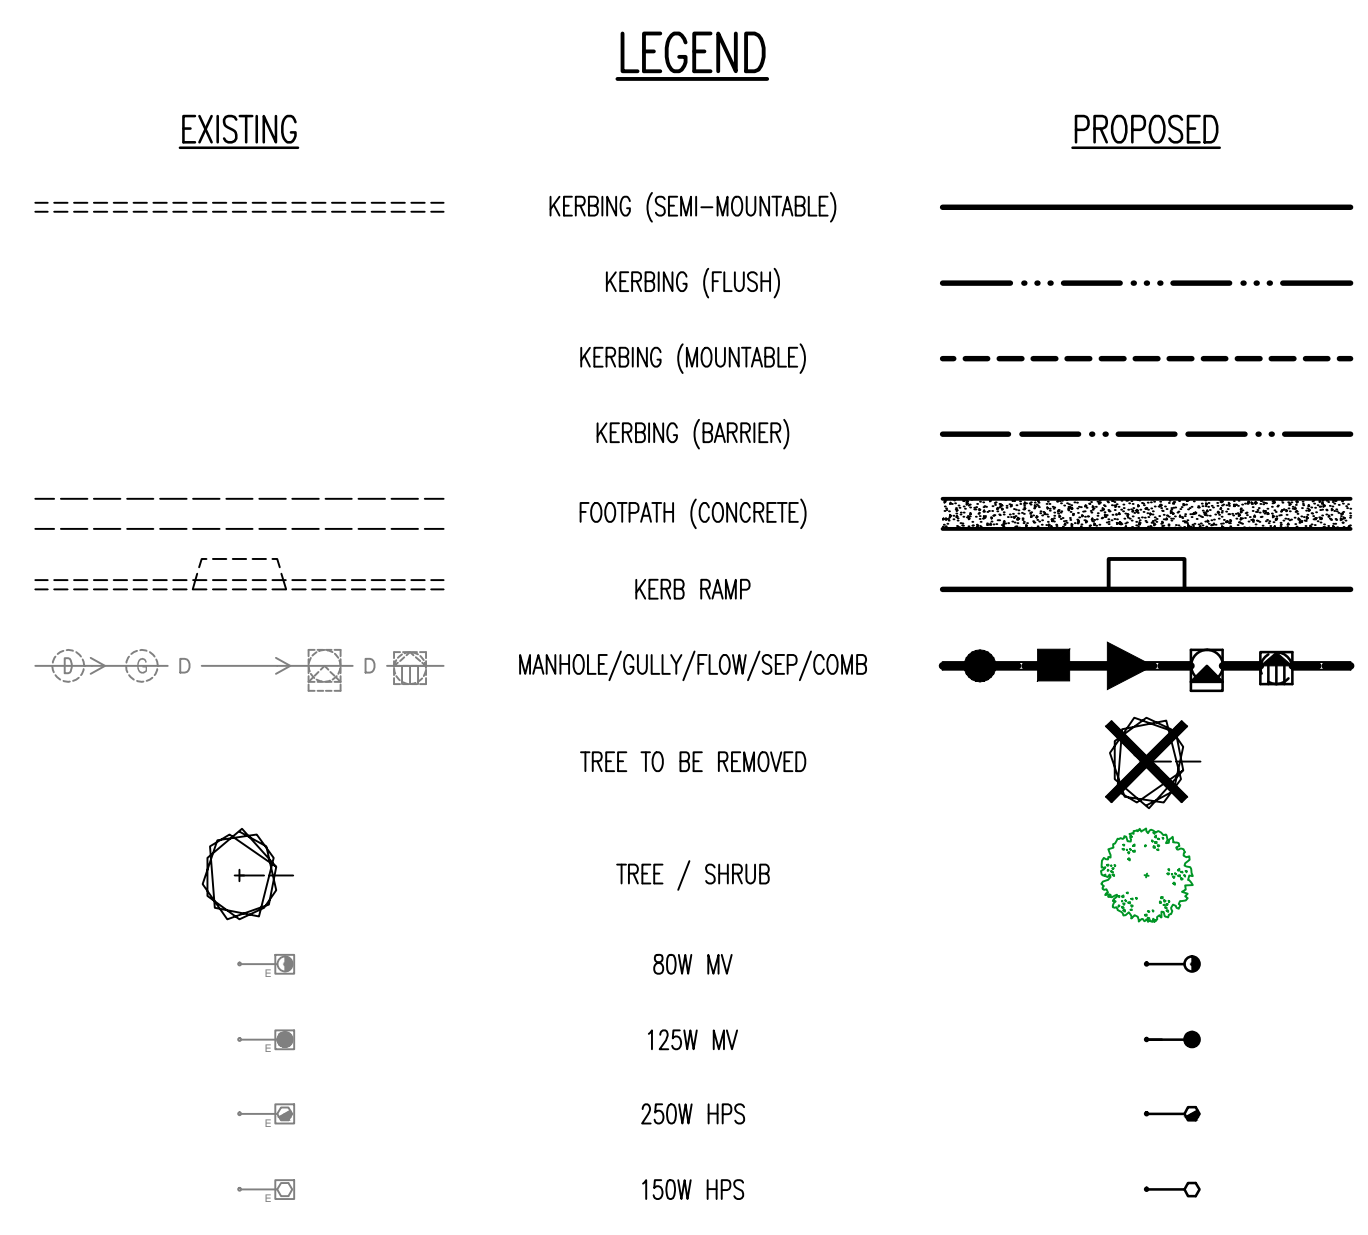 LEGEND
EXISTING
PROPOSED
KERBING (SEMI-MOUNTABLE)
KERBING (FLUSH)
KERBING (MOUNTABLE)
KERBING (BARRIER)
FOOTPATH (CONCRETE)
KERB RAMP
D G D D
MANHOLE/GULLY/FLOW/SEP/COMB
TREE TO BE REMOVED
TREE / SHRUB
E
80W MV
E
125W MV
E
250W HPS
E
150W HPS